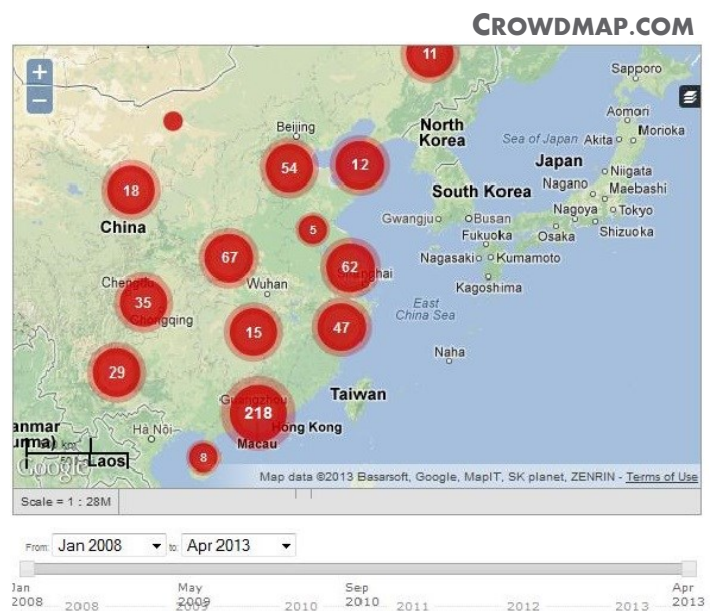 CROWDMAP.COM
11
Sapporo
Aomori
Beijing
North
Korea
Sea of Japan
Akita
Morioka
54
12
Japan
Niigata
18
South Korea
Nagano
Maebashi
China
5
Gwangju
Busan
Nagoya
Tokyo
Fukuoka
Osaka
Shizuoka
67
62
Nagasaki
Kumamoto
Wuhan
Kagoshima
35
Chongqing
East
China Sea
15
47
Naha
29
Taiwan
Guangzhou
218
Hà Nội
Hong Kong
Macau
8
Laos
Google
Map data ©2013 Basarsoft, Google, MapIT, SK planet, ZENRIN - Terms of Use
Scale = 1 : 28M
From: Jan 2008 to: Apr 2013
Jan
2008
May
2009
Sep
2010
Apr
2013
2008
2009
2010
2011
2012
2013